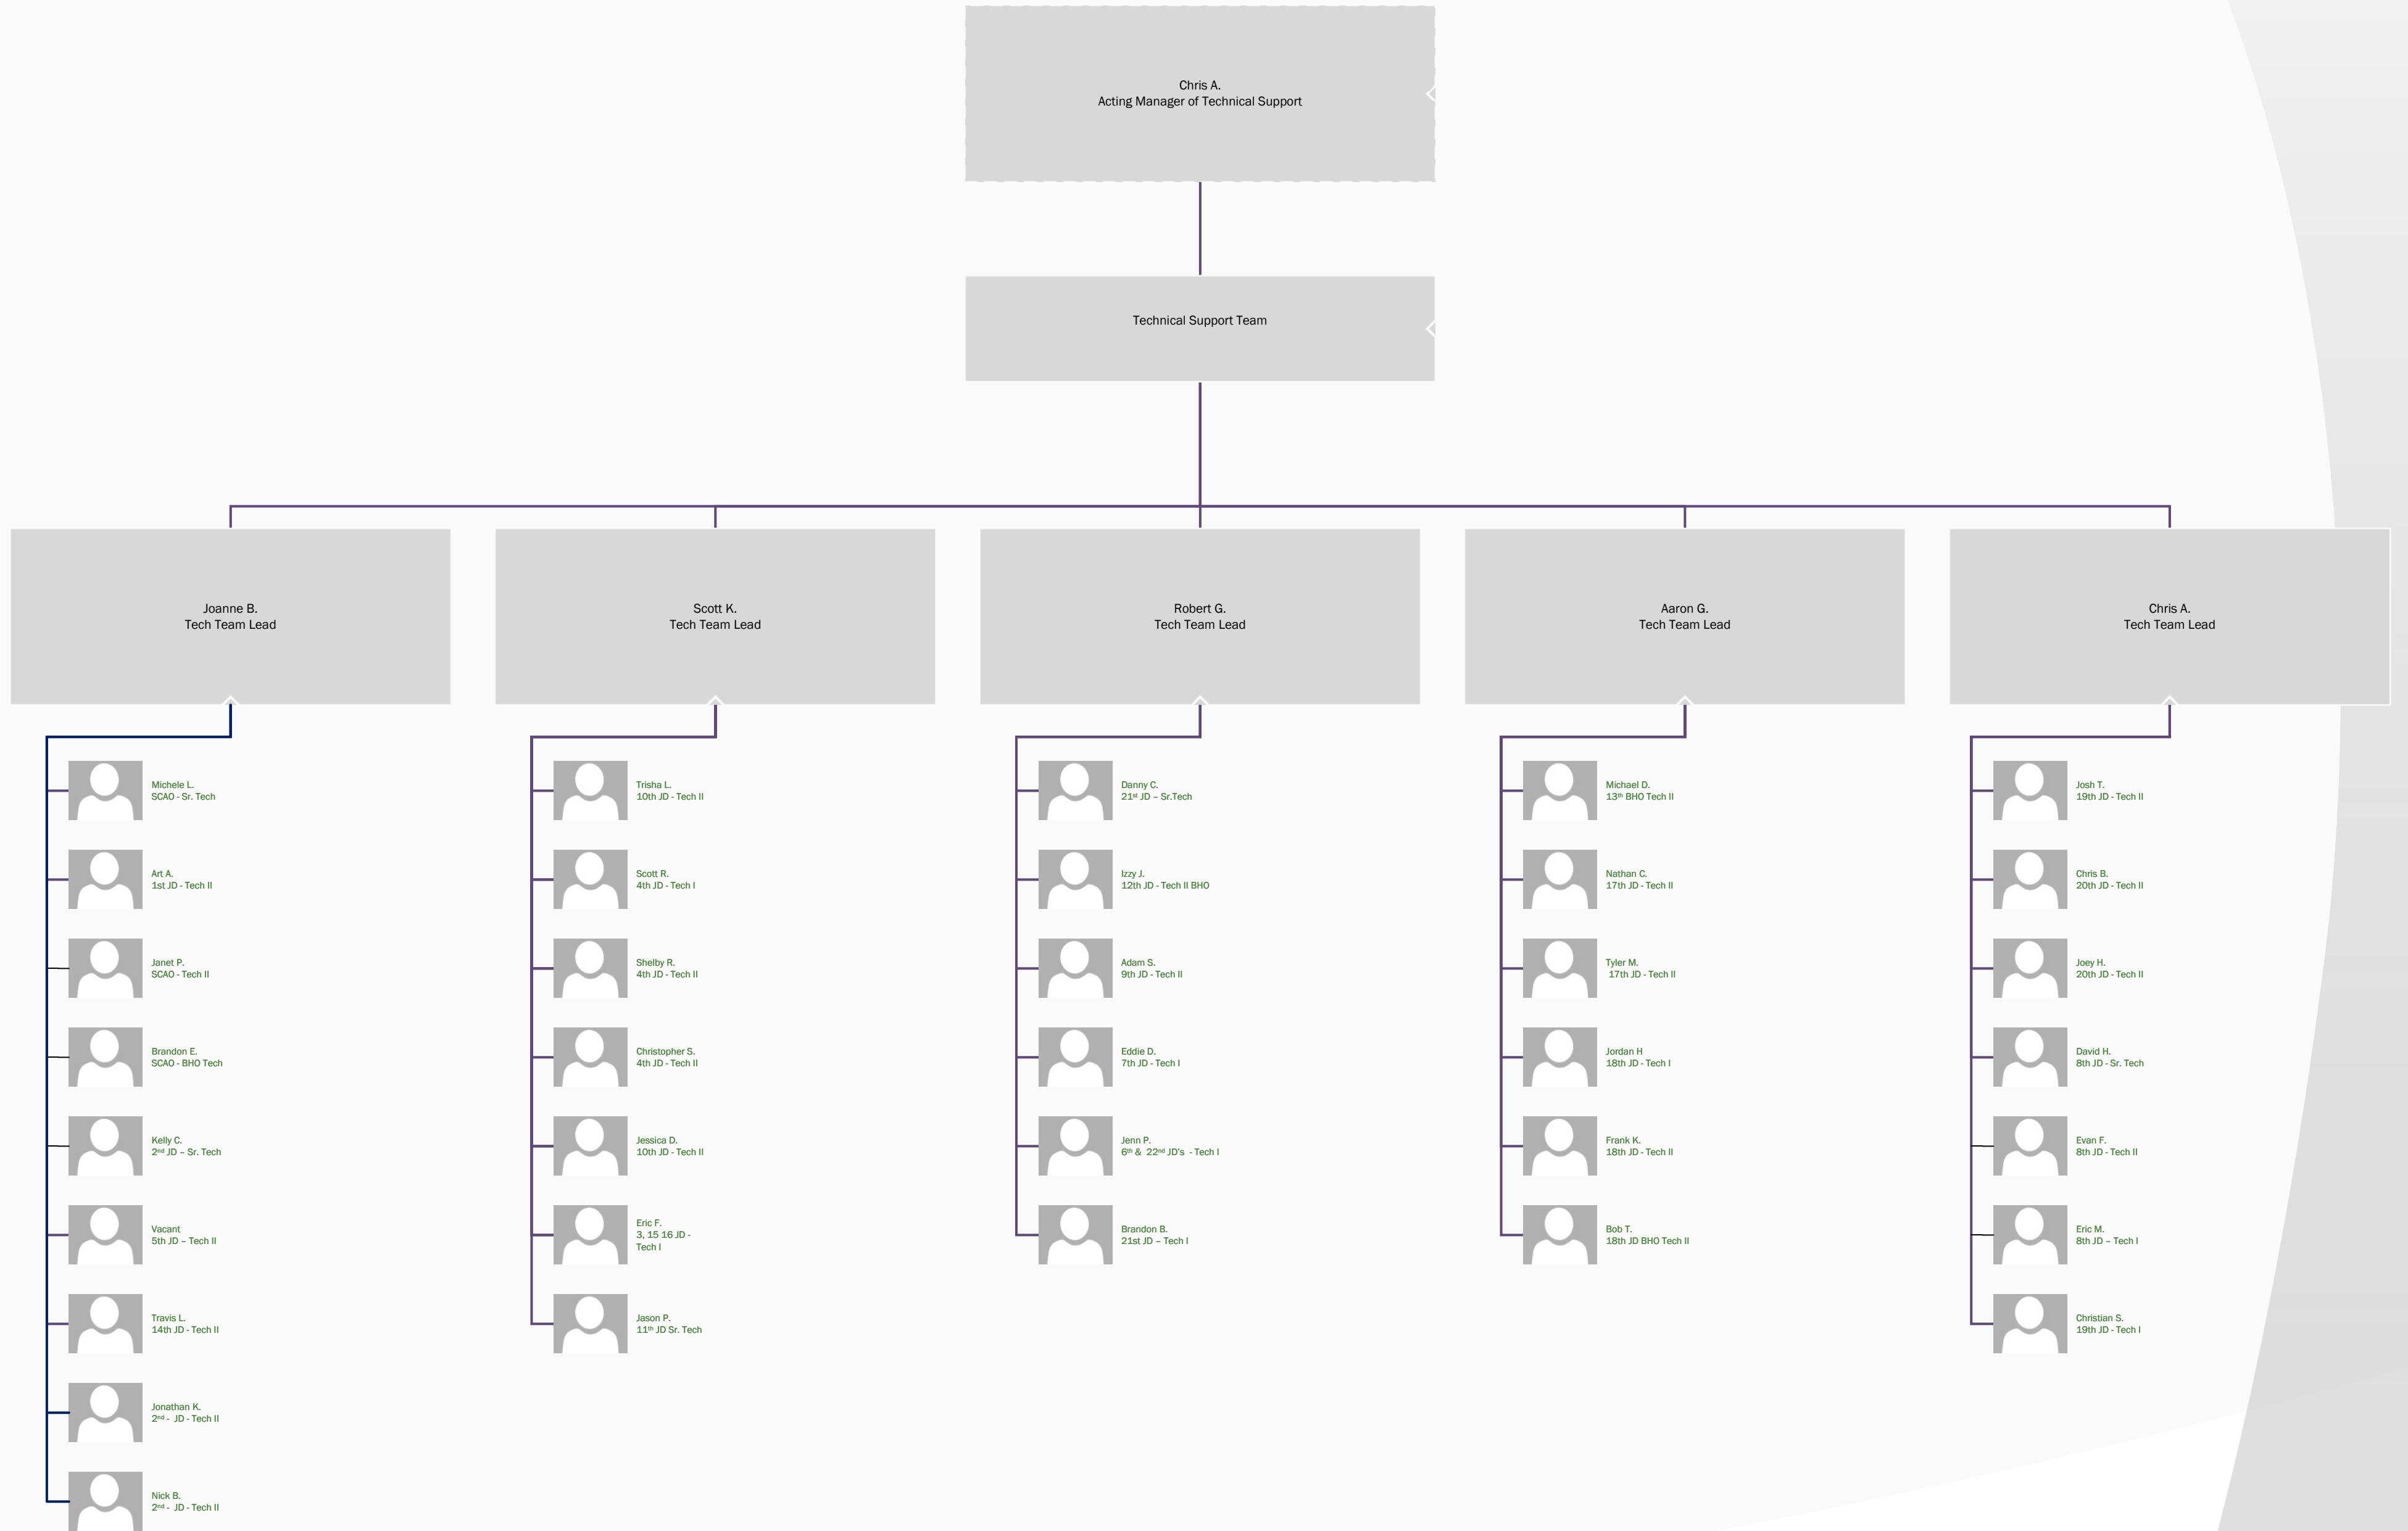 Chris A.
Acting Manager of Technical Support
Technical Support Team
Joanne B.
Tech Team Lead
Scott K.
Tech Team Lead
Robert G.
Tech Team Lead
Aaron G.
Tech Team Lead
Chris A.
Tech Team Lead
Michele L.
SCAO - Sr. Tech
Art A.
1st JD - Tech II
Janet P.
SCAO - Tech II
Brandon E.
SCAO - BHO Tech
Kelly C.
2nd JD – Sr. Tech
Vacant
5th JD – Tech II
Travis L.
14th JD - Tech II
Jonathan K.
2nd - JD - Tech II
Nick B.
2nd - JD - Tech II
Trisha L.
10th JD - Tech II
Scott R.
4th JD - Tech I
Shelby R.
4th JD - Tech II
Christopher S.
4th JD - Tech II
Jessica D.
10th JD - Tech II
Eric F.
3, 15 16 JD -
Tech I
Jason P.
11th JD Sr. Tech
Danny C.
21st JD – Sr.Tech
Izzy J.
12th JD - Tech II BHO
Adam S.
9th JD - Tech II
Eddie D.
7th JD - Tech I
Jenn P.
6th & 22nd JD's - Tech I
Brandon B.
21st JD – Tech I
Michael D.
13th BHO Tech II
Nathan C.
17th JD - Tech II
Tyler M.
17th JD - Tech II
Jordan H
18th JD - Tech I
Frank K.
18th JD - Tech II
Bob T.
18th JD BHO Tech II
Josh T.
19th JD - Tech II
Chris B.
20th JD - Tech II
Joey H.
20th JD - Tech II
David H.
8th JD - Sr. Tech
Evan F.
8th JD - Tech II
Eric M.
8th JD – Tech I
Christian S.
19th JD - Tech I